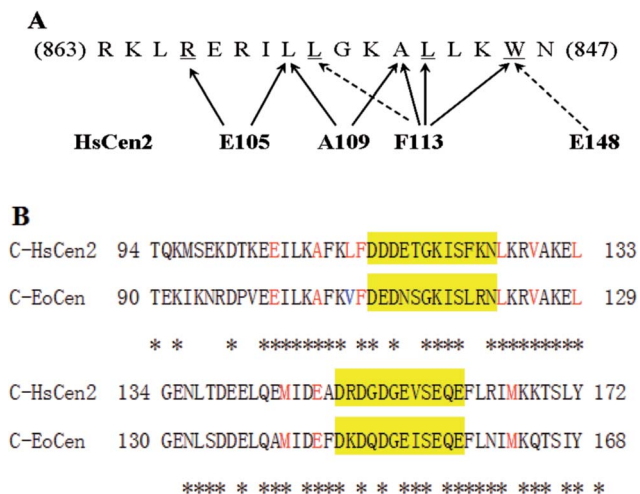 A
(863) R K L R E R I L L G K A L L K W N (847)
HsCen2 E105 A109 F113 E148
B
C-HsCen2 94 TQKMSEKDTKEEILKAFKLFDDDETGKISFKNLKRVAKEL 133
C-EoCen 90 TEKIKNRDPVEEILKAFKVFDEDNSGKISLRNLKRVAKEL 129
* * * ********* ** * **** **********
C-HsCen2 134 GENLTDEELQEMIDEADRDGDGEVSEQEFLRIMKKTSLY 172
C-EoCen 130 GENLSDDELQAMIDEFDKDQDGEISEQEFLNIMKQTSIY 168
**** * *** **** * * *** ****** *** ** *